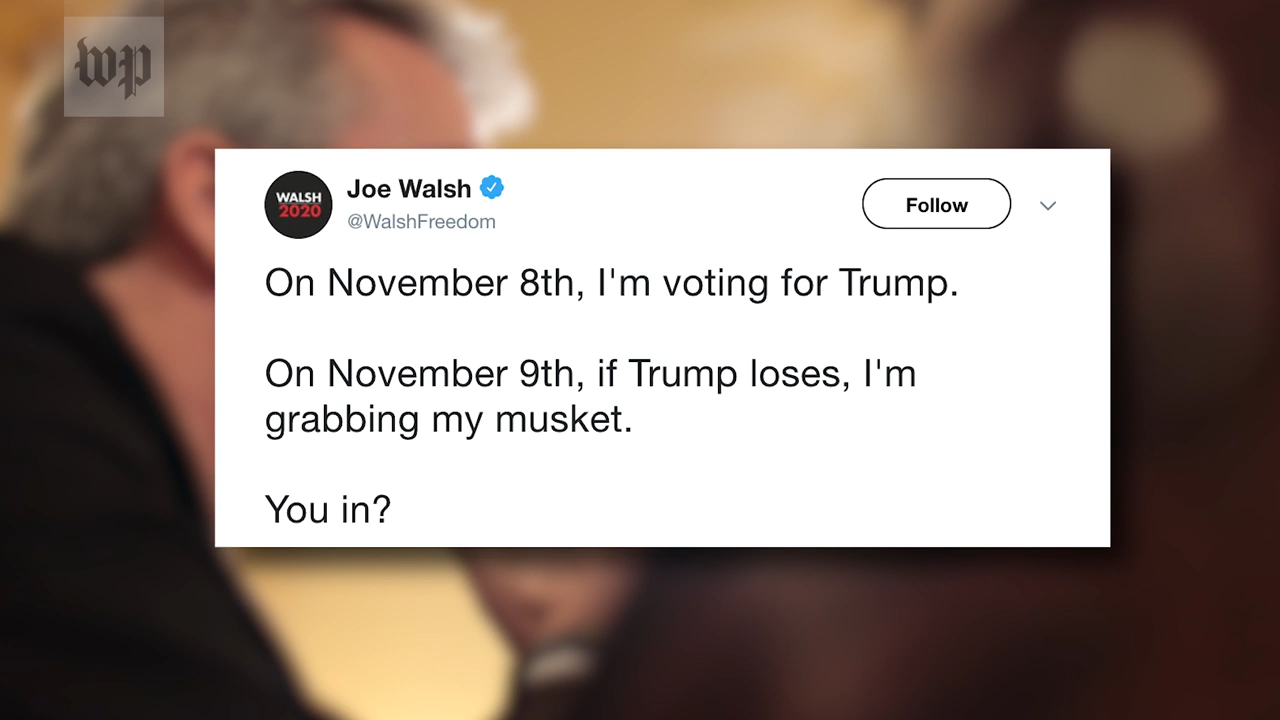 wp
WALSH
2020
Joe Walsh
@WalshFreedom
Follow
On November 8th, I'm voting for Trump.
On November 9th, if Trump loses, I'm
grabbing my musket.
You in?